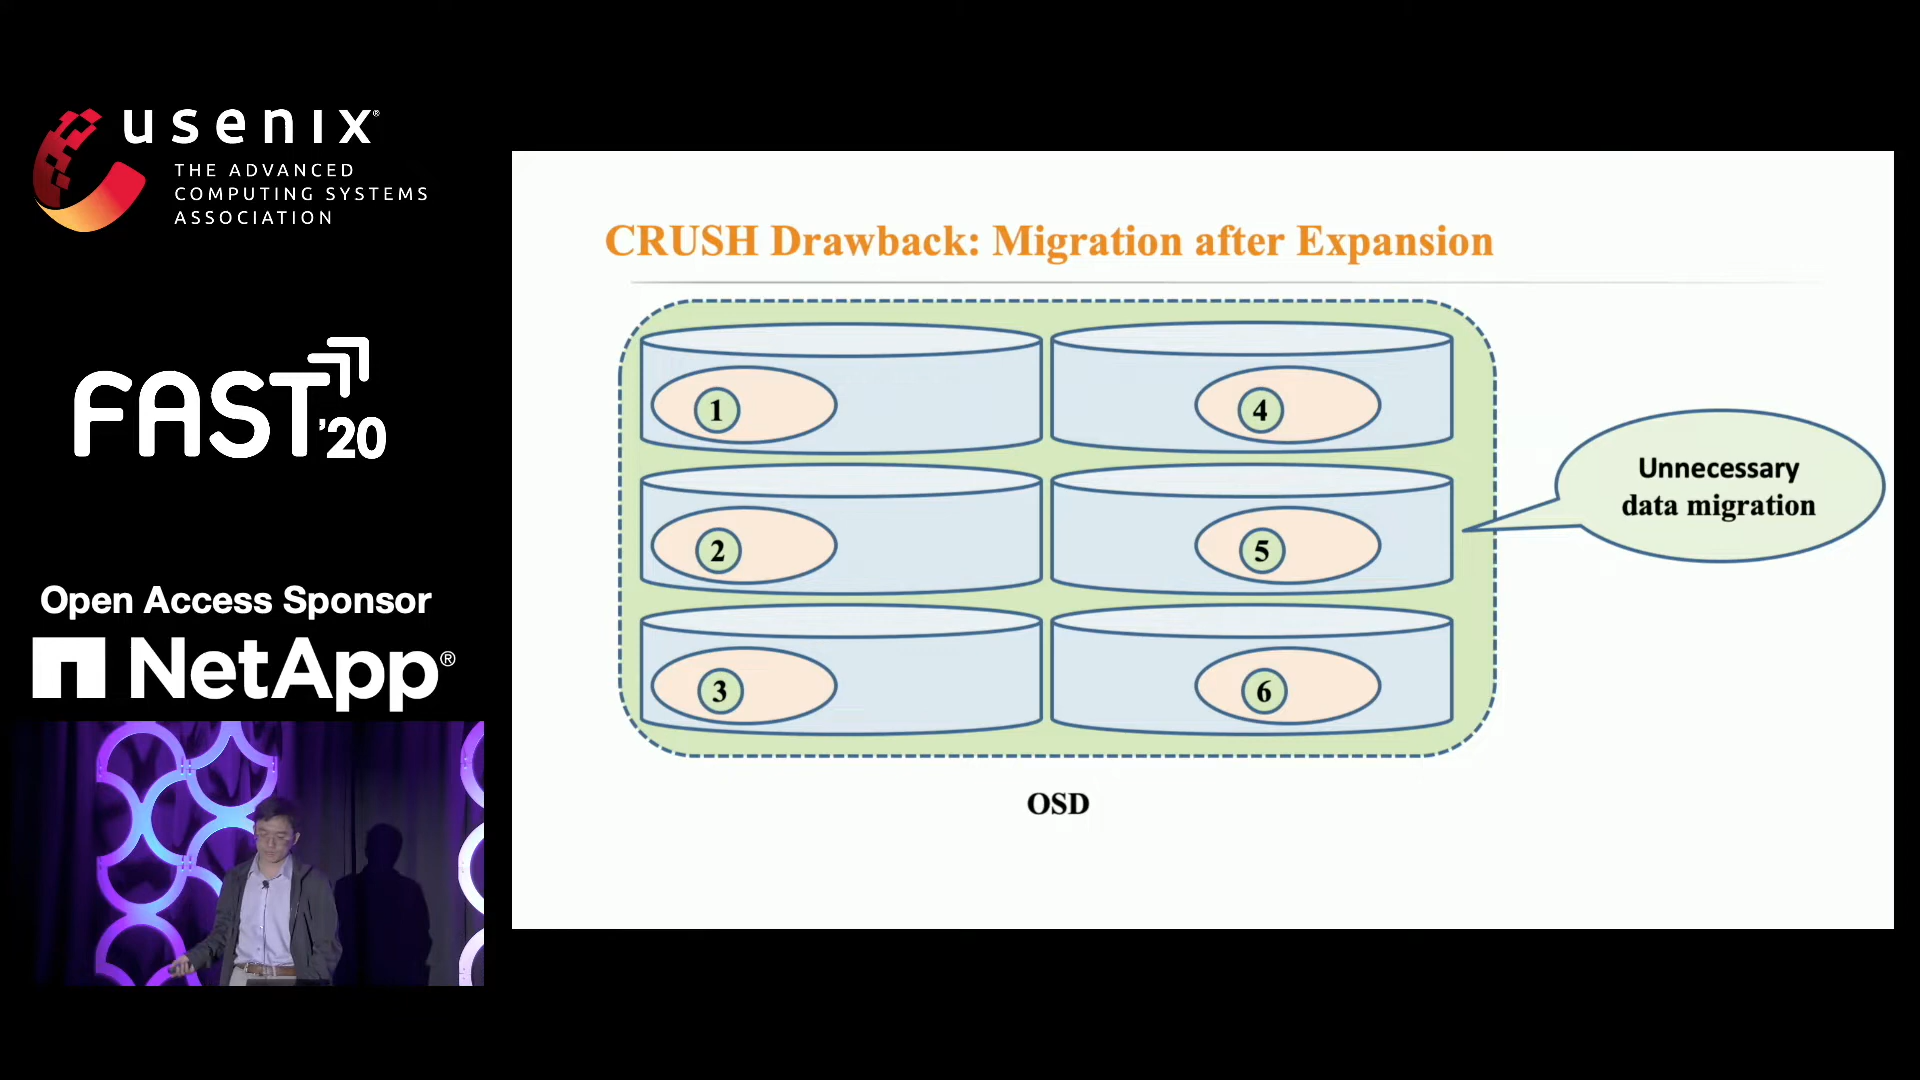 usenix®
THE ADVANCED
COMPUTING SYSTEMS
ASSOCIATION
FAST '20
Open Access Sponsor
NetApp®
CRUSH Drawback: Migration after Expansion
1
4
2
5
3
6
Unnecessary
data migration
OSD